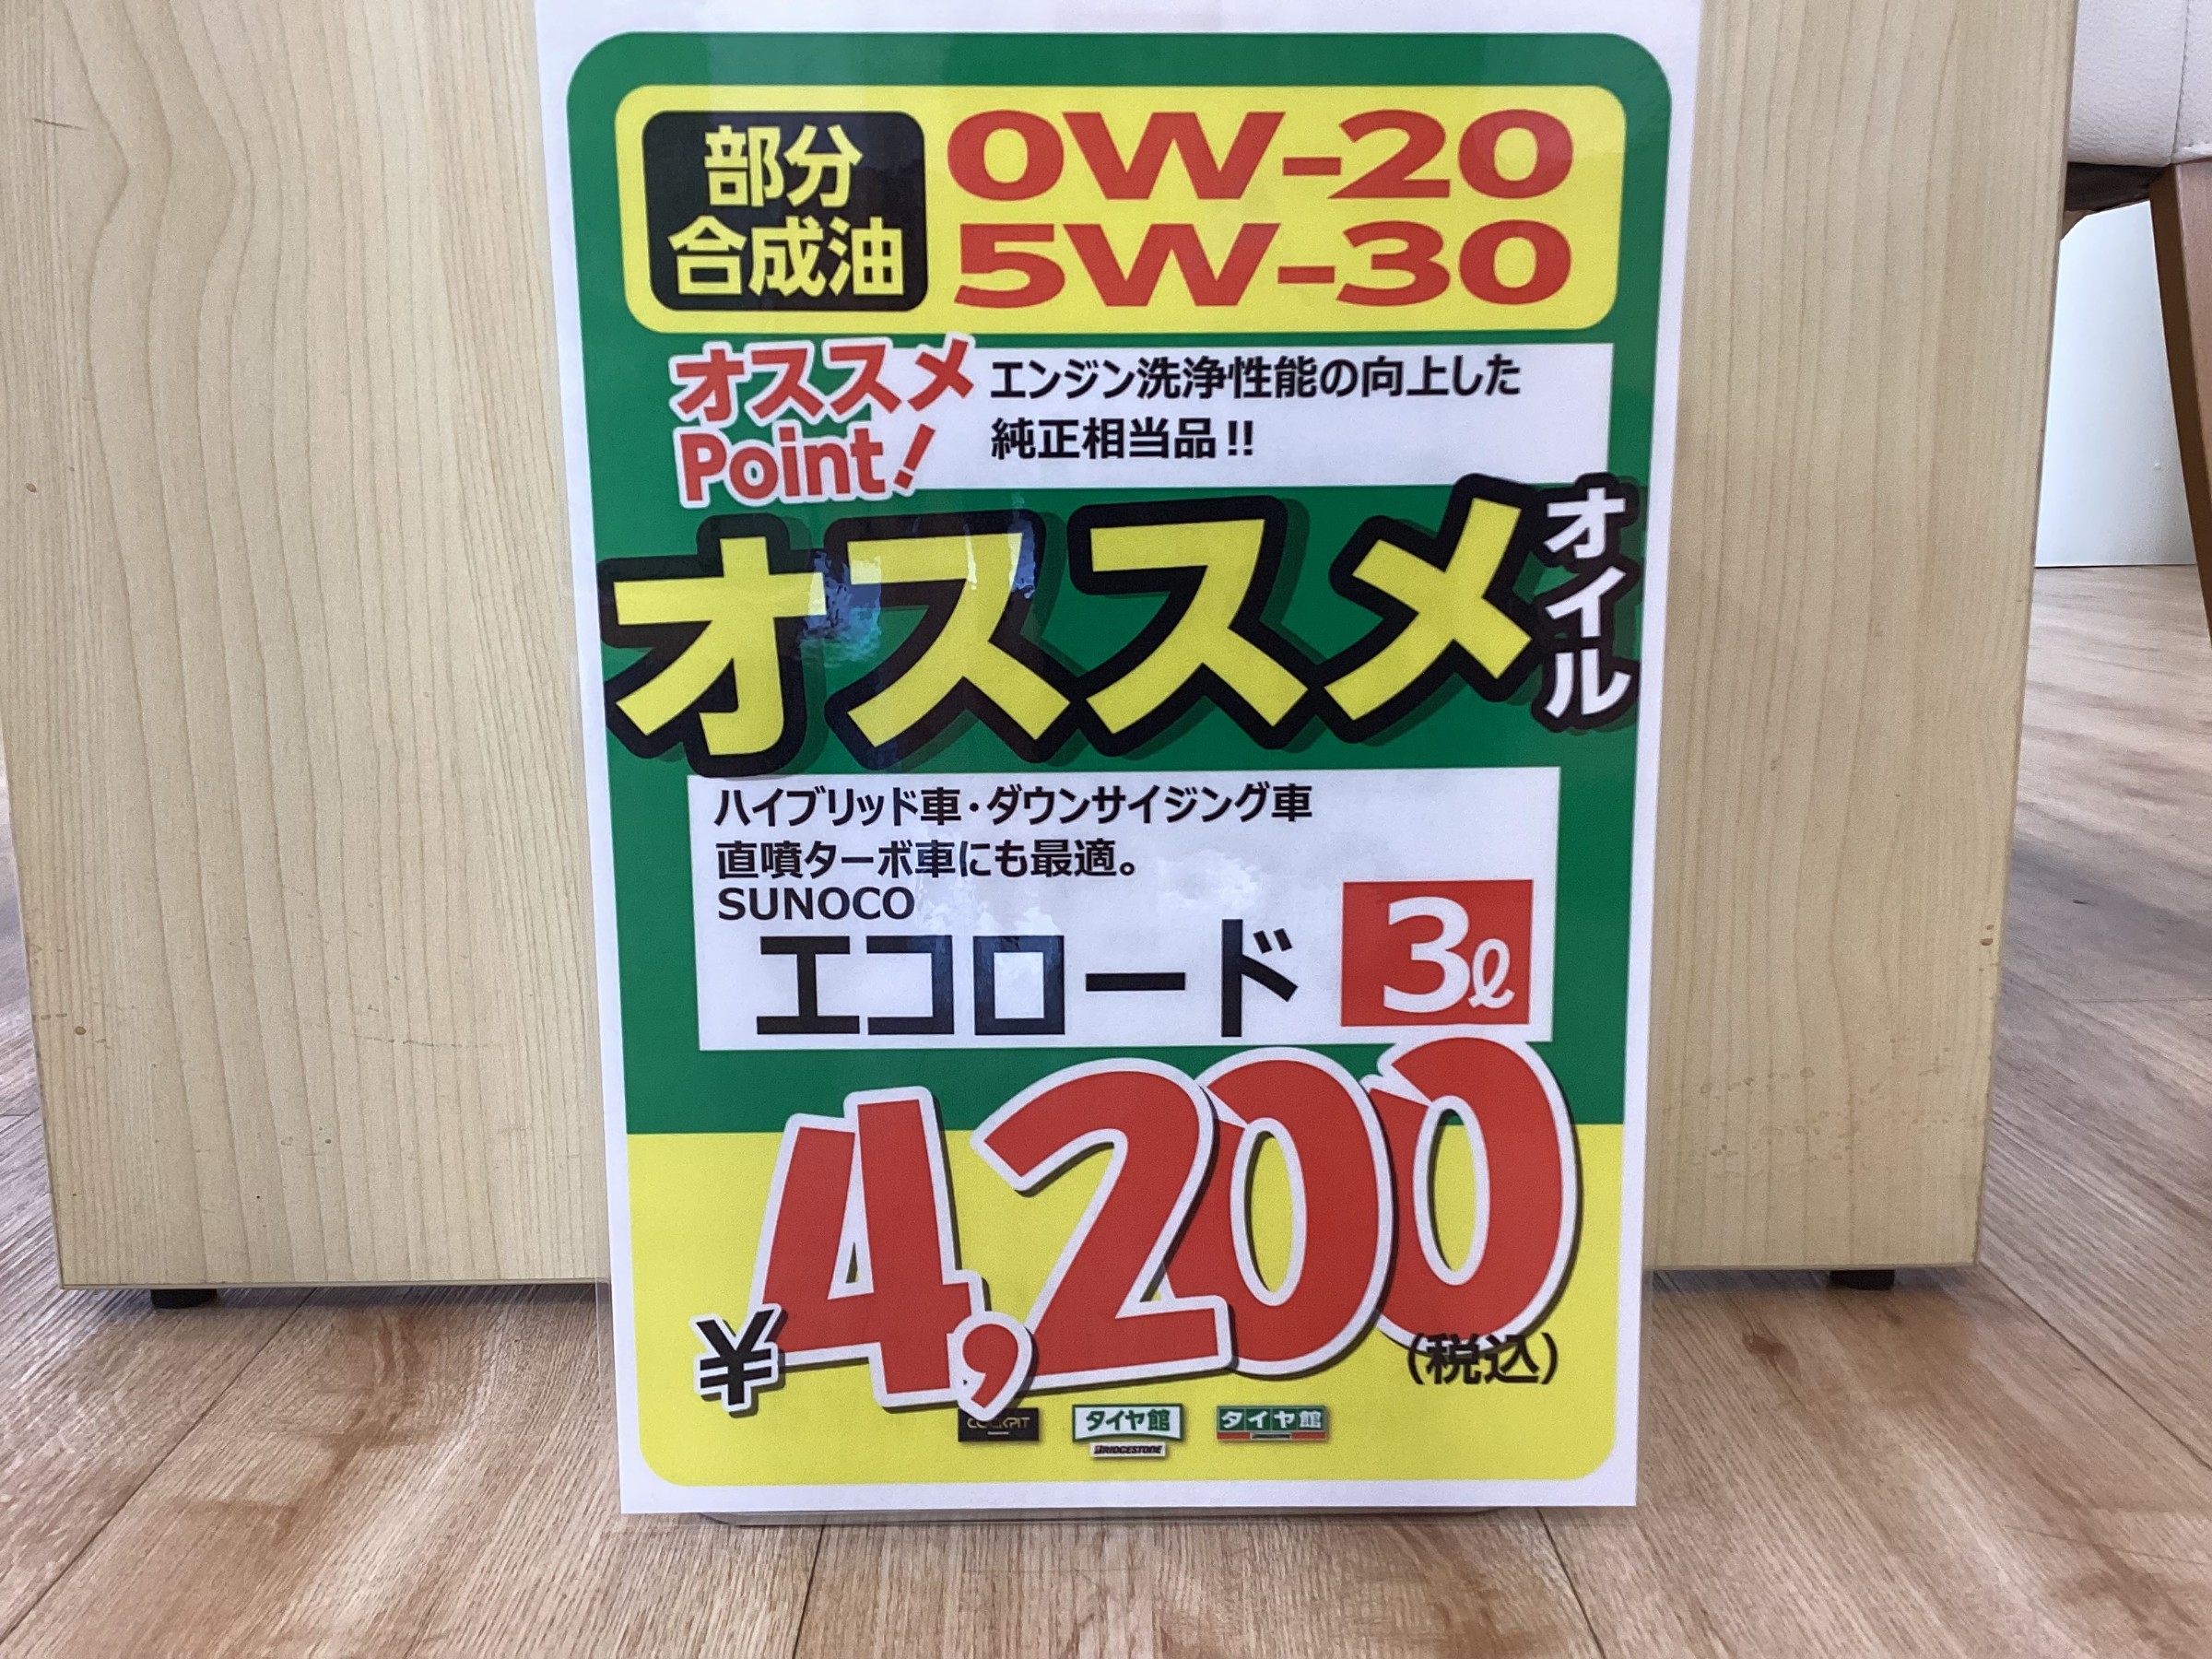 部分
合成油
0W-20
5W-30
オススメ
Point!
エンジン洗浄性能の向上した
純正相当品!!
オススメ
オイル
ハイブリッド車・ダウンサイジング車
直噴ターボ車にも最適。
SUNOCO
エコロード
3ℓ
¥4,200
(税込)
COCKPIT
タイヤ館
BRIDGESTONE
タイヤ館